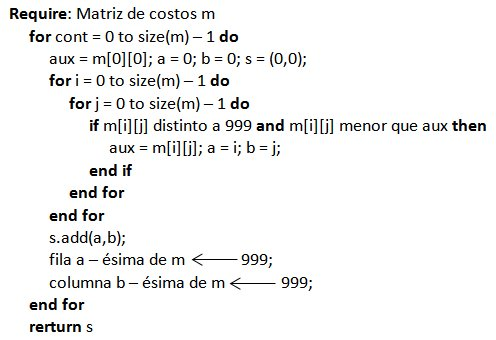 Require: Matriz de costos m
for cont = 0 to size(m) – 1 do
aux = m[0][0]; a = 0; b = 0; s = (0,0);
for i = 0 to size(m) – 1 do
for j = 0 to size(m) – 1 do
if m[i][j] distinto a 999 and m[i][j] menor que aux then
aux = m[i][j]; a = i; b = j;
end if
end for
end for
s.add(a,b);
fila a – ésima de m ⟵ 999;
columna b – ésima de m ⟵ 999;
end for
rerturn s